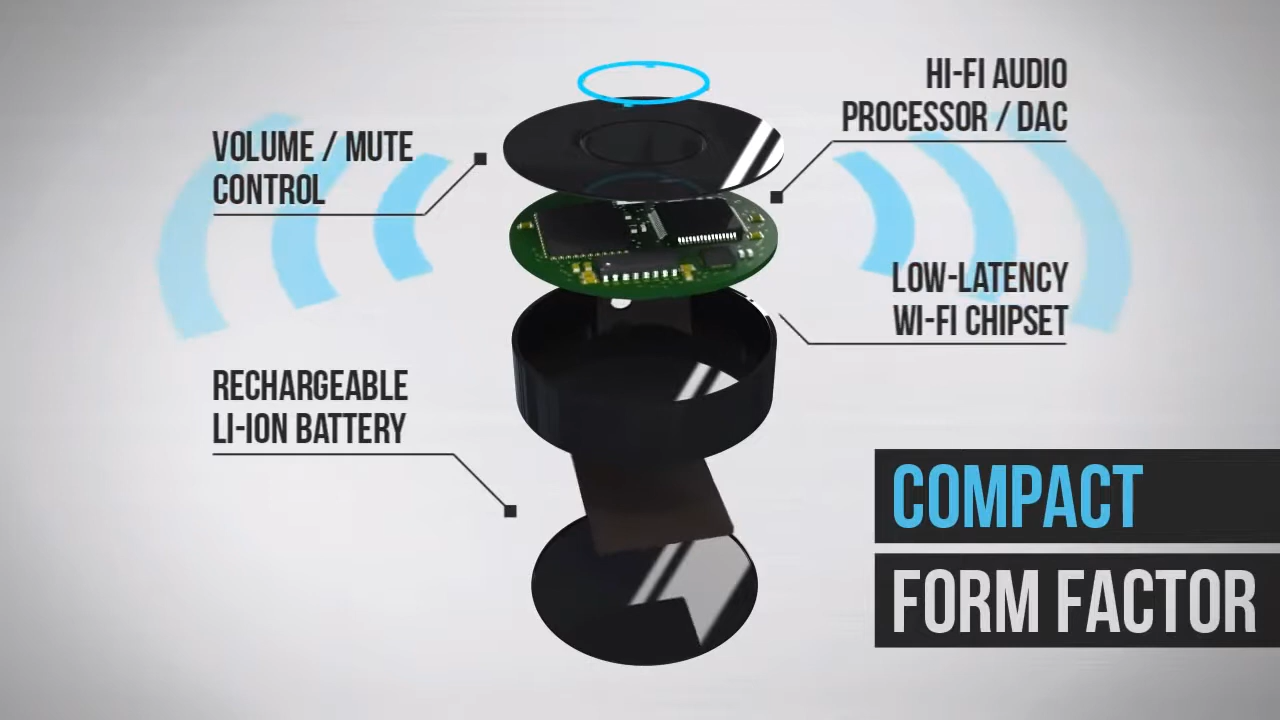 VOLUME / MUTE
CONTROL
HI-FI AUDIO
PROCESSOR / DAC
LOW-LATENCY
WI-FI CHIPSET
RECHARGEABLE
LI-ION BATTERY
COMPACT
FORM FACTOR